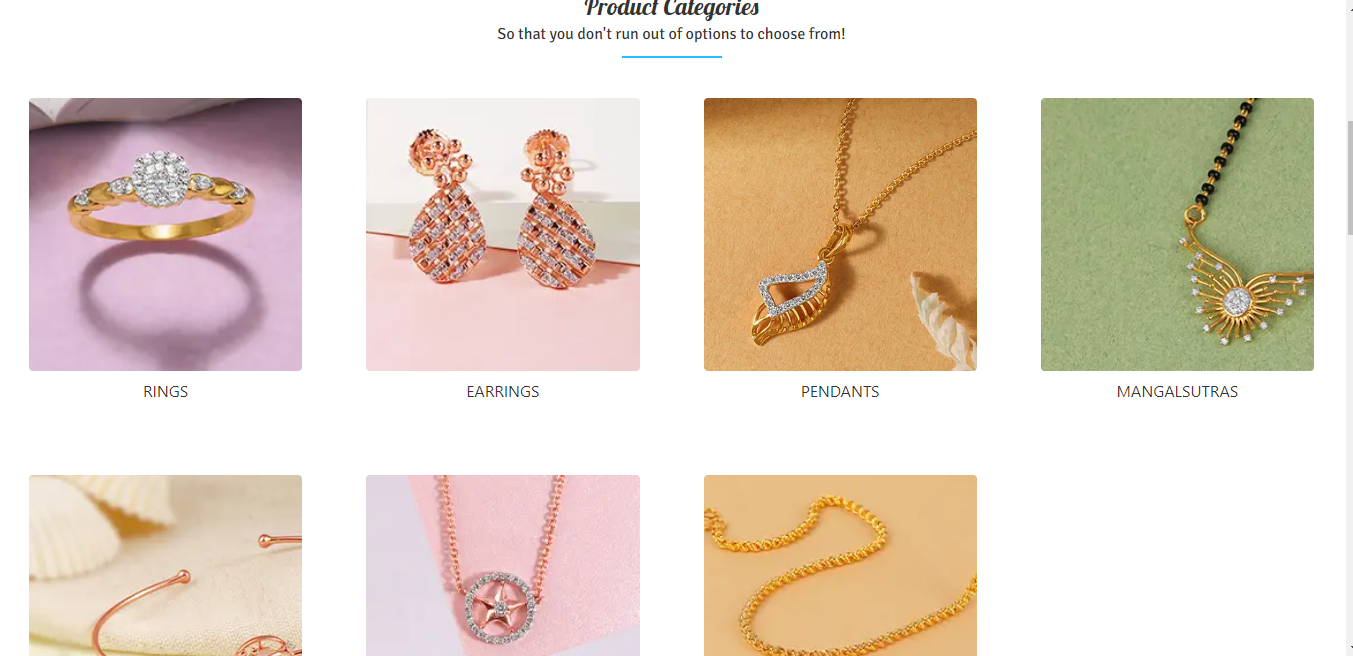 Product Categories
So that you don't run out of options to choose from!
RINGS
EARRINGS
PENDANTS
MANGALSUTRAS